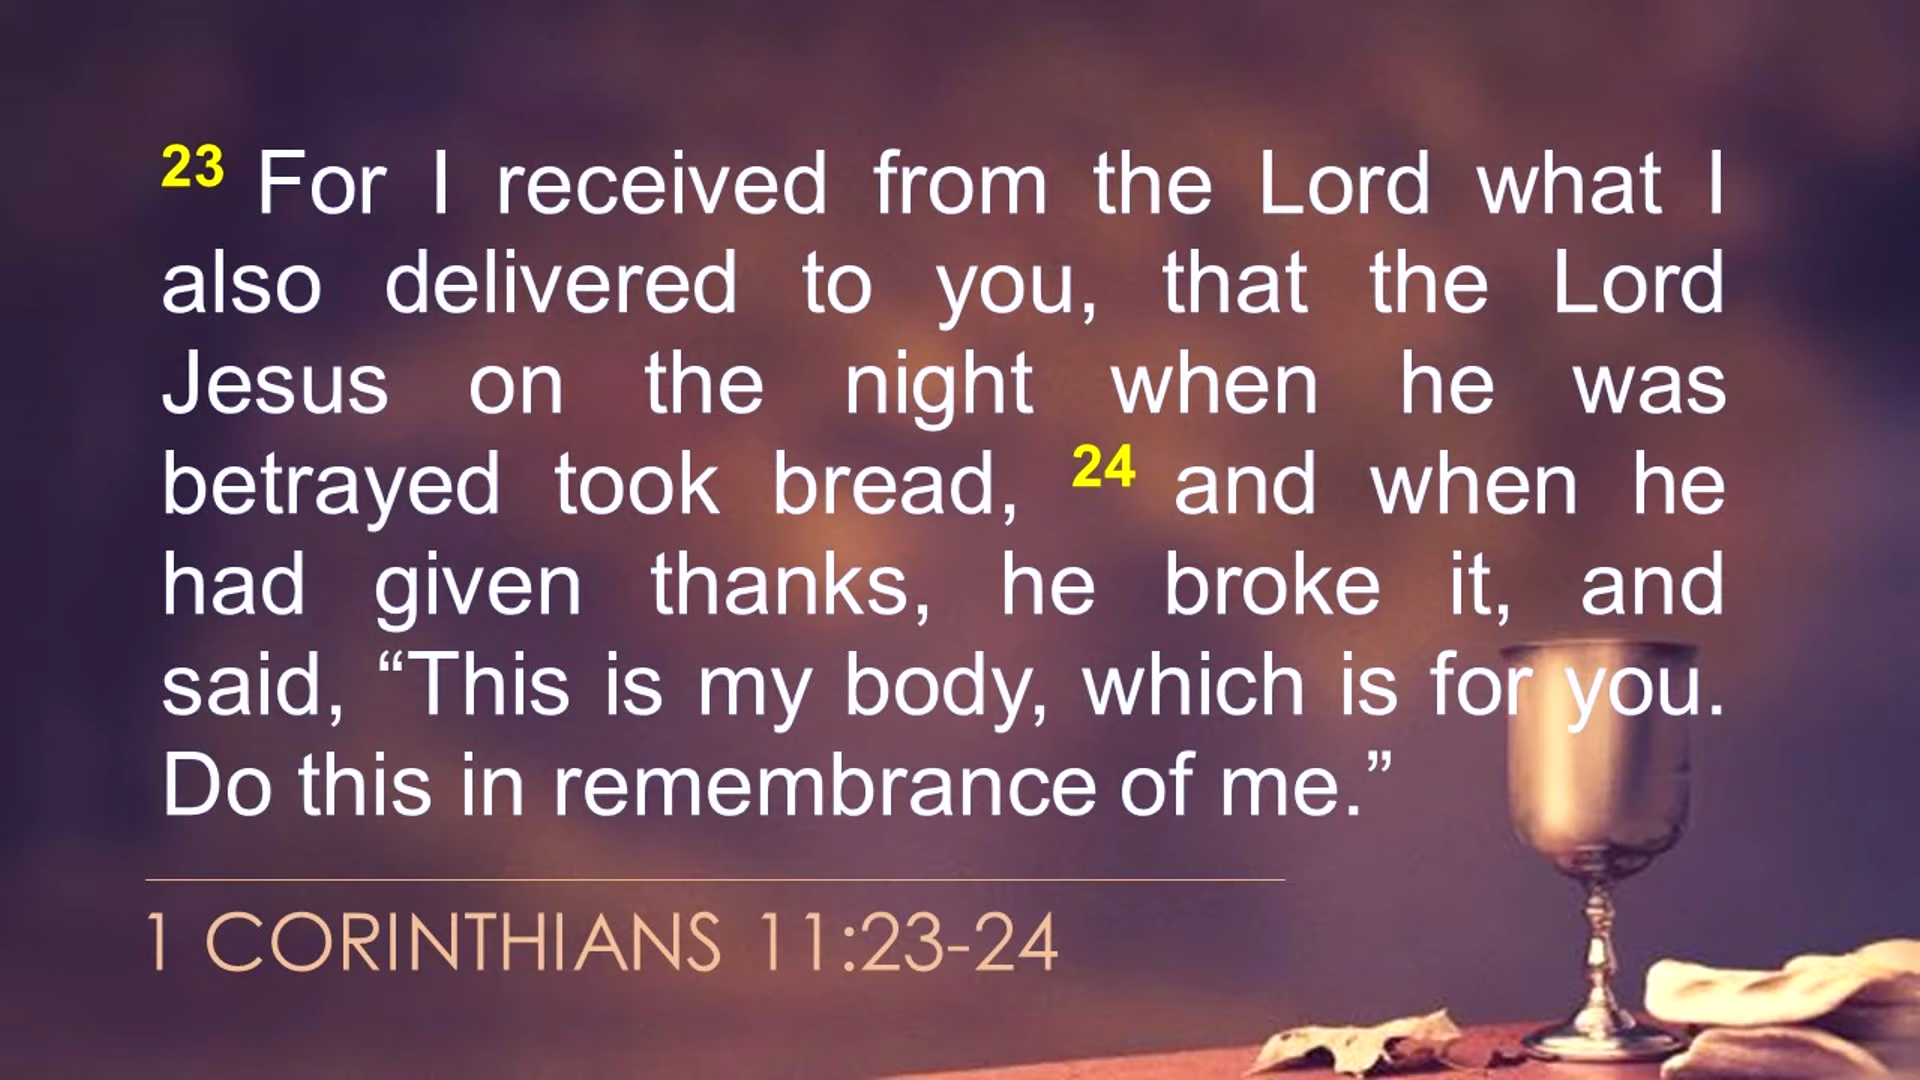 23 For I received from the Lord what I
also delivered to you, that the Lord
Jesus on the night when he was
betrayed took bread, 24 and when he
had given thanks, he broke it, and
said, “This is my body, which is for you.
Do this in remembrance of me.”
1 CORINTHIANS 11:23-24